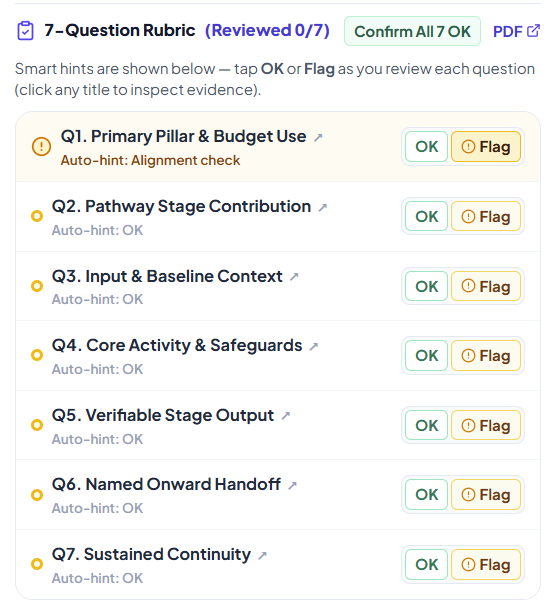 7-Question Rubric (Reviewed 0/7) Confirm All 7 OK PDF
Smart hints are shown below — tap OK or Flag as you review each question
(click any title to inspect evidence).
Q1. Primary Pillar & Budget Use ↗ OK Flag
Auto-hint: Alignment check
Q2. Pathway Stage Contribution ↗ OK Flag
Auto-hint: OK
Q3. Input & Baseline Context ↗ OK Flag
Auto-hint: OK
Q4. Core Activity & Safeguards ↗ OK Flag
Auto-hint: OK
Q5. Verifiable Stage Output ↗ OK Flag
Auto-hint: OK
Q6. Named Onward Handoff ↗ OK Flag
Auto-hint: OK
Q7. Sustained Continuity ↗ OK Flag
Auto-hint: OK